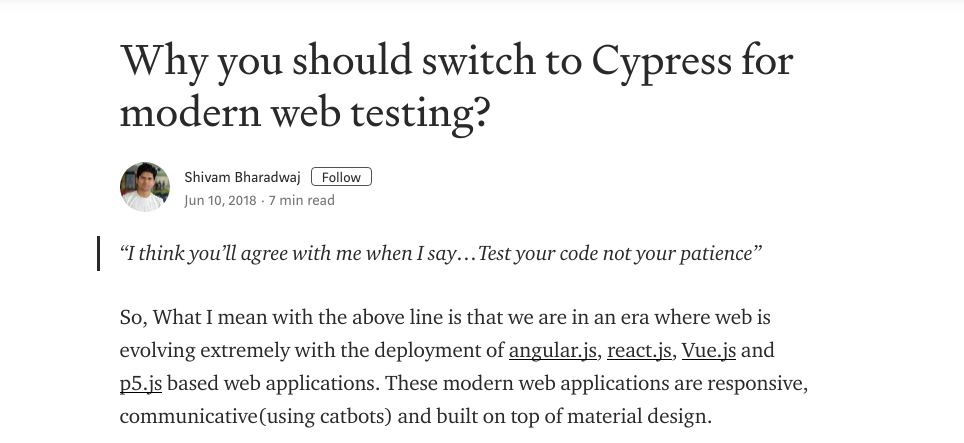 Why you should switch to Cypress for
modern web testing?
Shivam Bharadwaj Follow
Jun 10, 2018 · 7 min read
“I think you’ll agree with me when I say…Test your code not your patience”
So, What I mean with the above line is that we are in an era where web is
evolving extremely with the deployment of angular.js, react.js, Vue.js and
p5.js based web applications. These modern web applications are responsive,
communicative(using catbots) and built on top of material design.